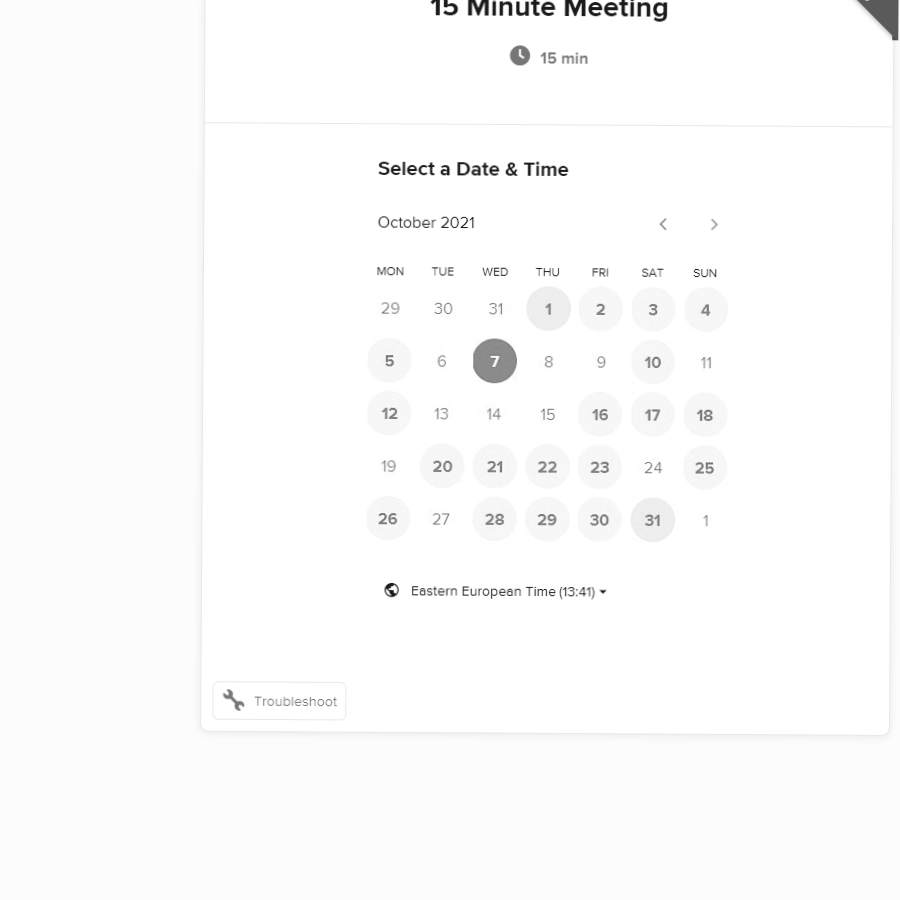 15 Minute Meeting
15 min
Select a Date & Time
October 2021
MON TUE WED THU FRI SAT SUN
29 30 31 1 2 3 4
5 6 7 8 9 10 11
12 13 14 15 16 17 18
19 20 21 22 23 24 25
26 27 28 29 30 31 1
Eastern European Time (13:41)
Troubleshoot